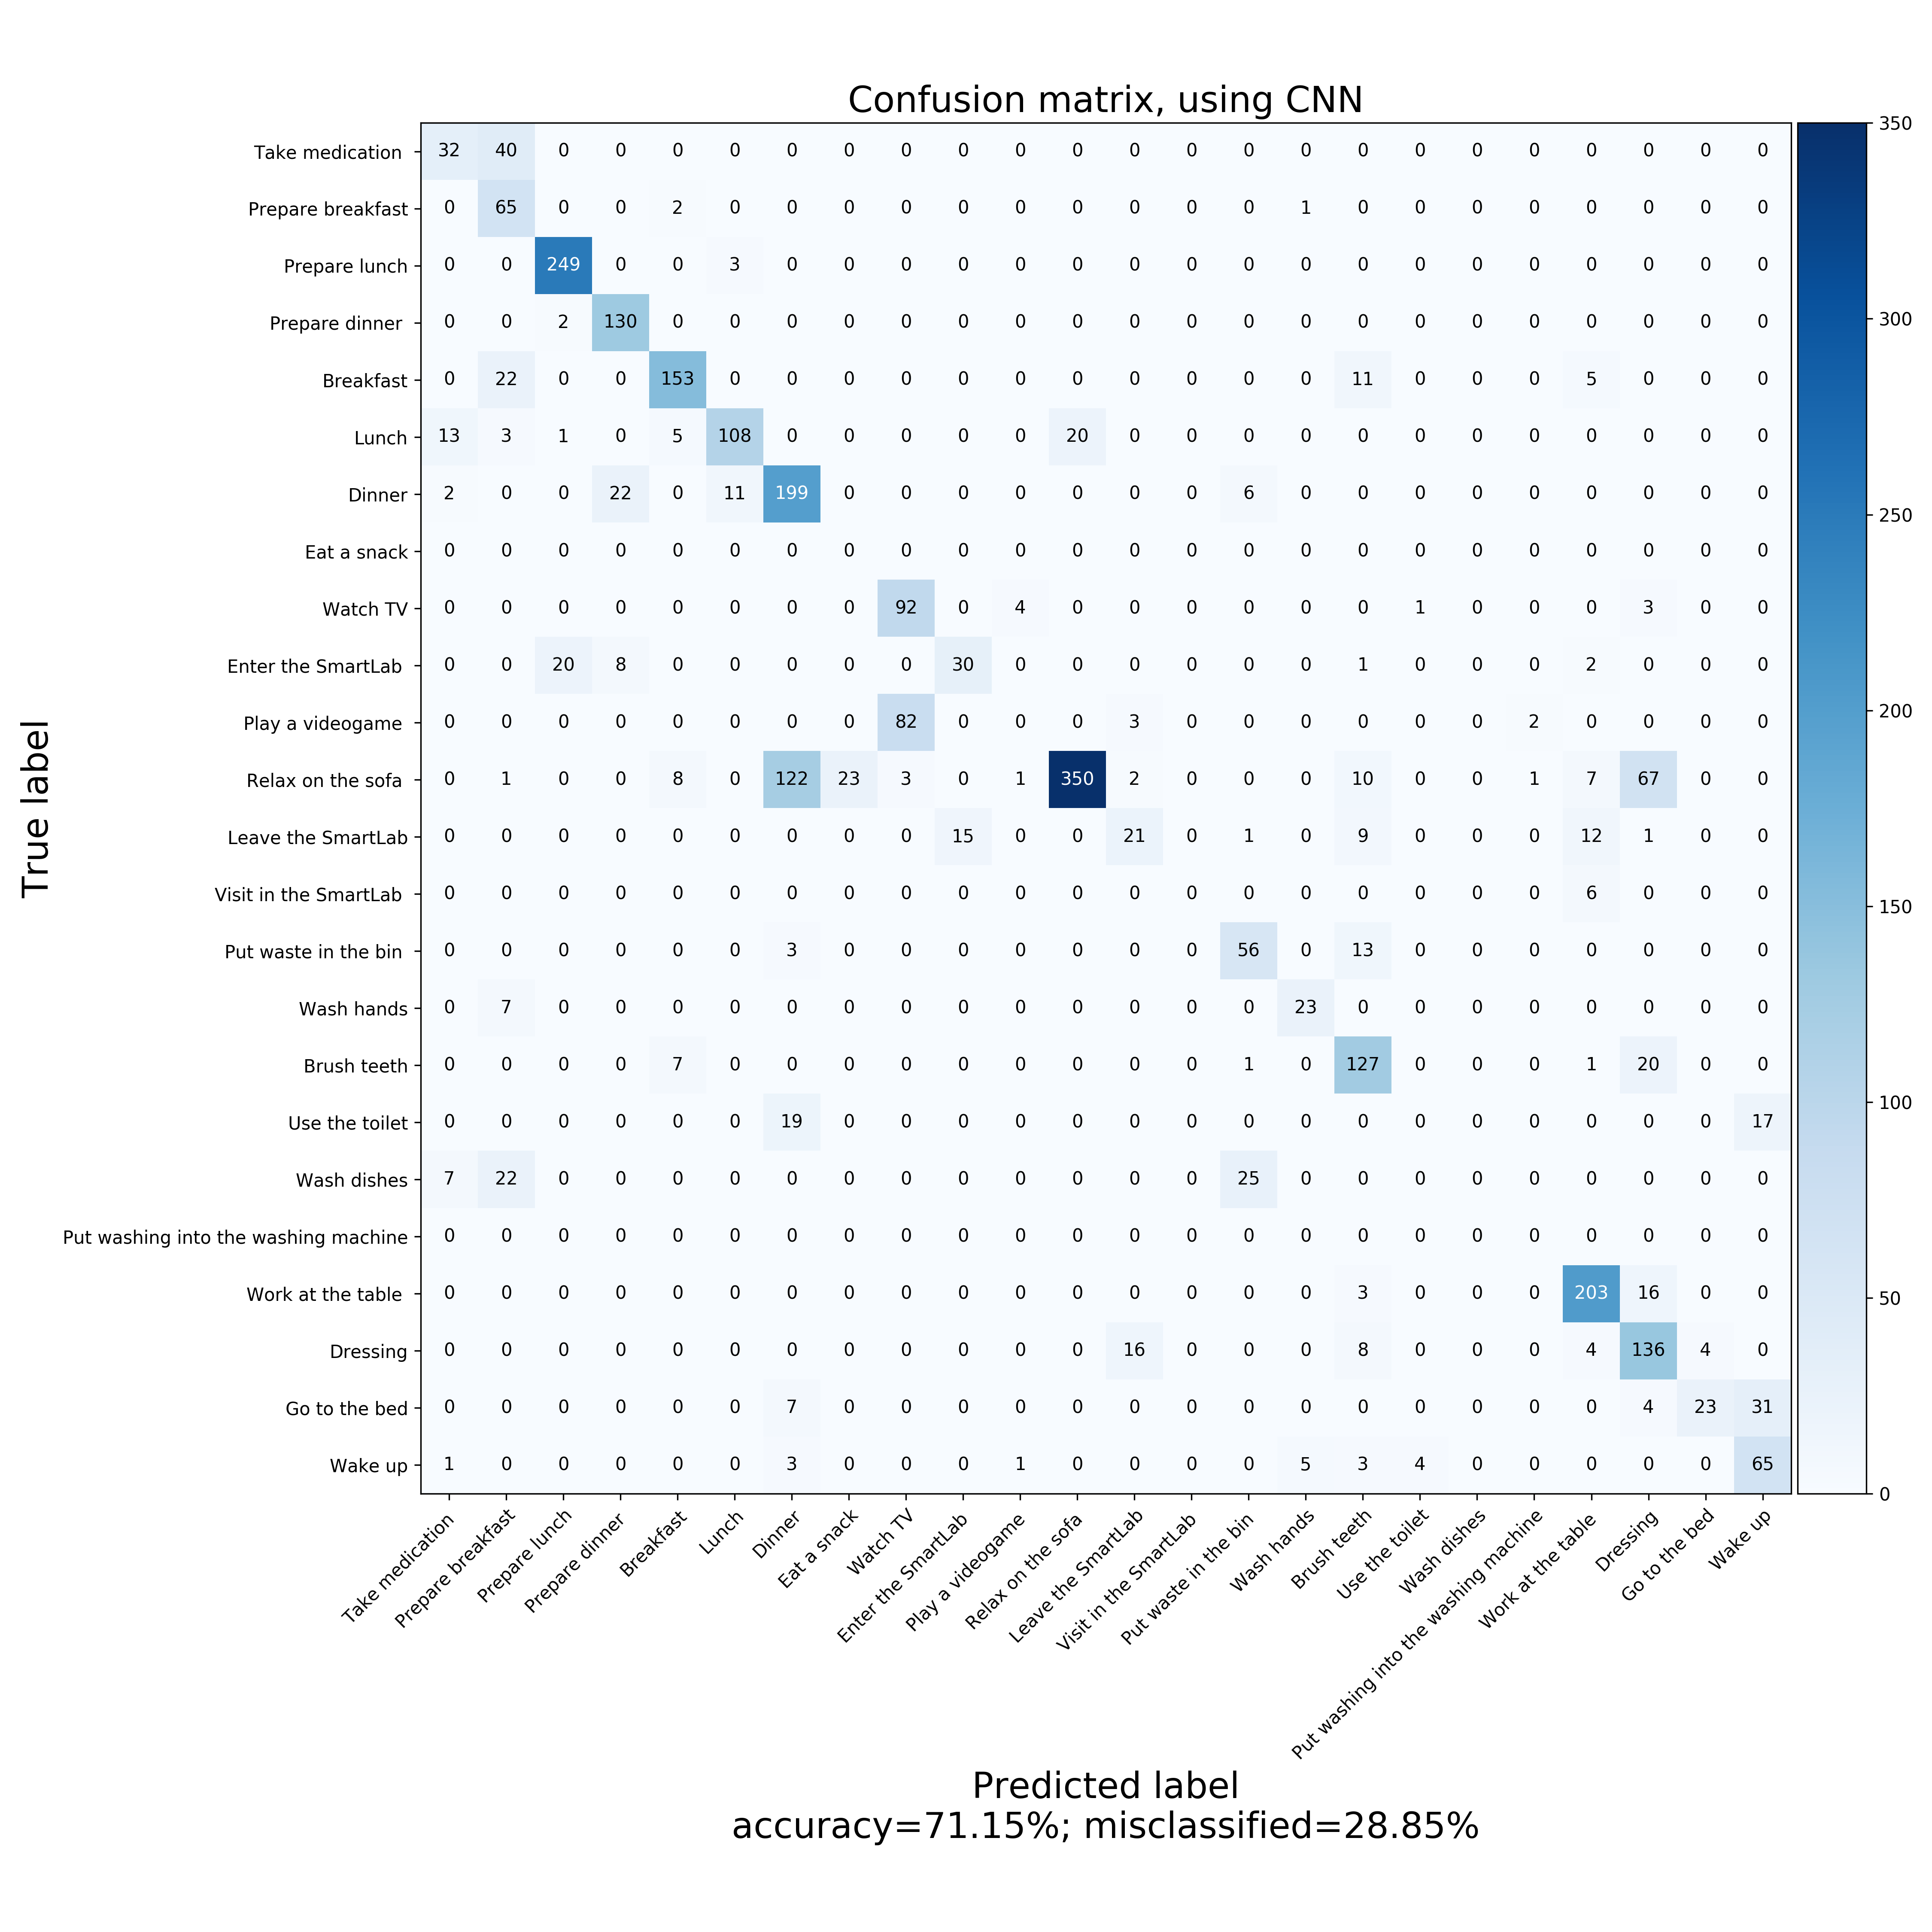 Confusion matrix, using CNN
True label
Take medication 32 40 0 0 0 0 0 0 0 0 0 0 0 0 0 0 0 0 0 0 0 0 0 0
Prepare breakfast 0 65 0 0 2 0 0 0 0 0 0 0 0 0 0 1 0 0 0 0 0 0 0 0
Prepare lunch 0 0 249 0 0 3 0 0 0 0 0 0 0 0 0 0 0 0 0 0 0 0 0 0
Prepare dinner 0 0 2 130 0 0 0 0 0 0 0 0 0 0 0 0 0 0 0 0 0 0 0 0
Breakfast 0 22 0 0 153 0 0 0 0 0 0 0 0 0 0 0 11 0 0 0 5 0 0 0
Lunch 13 3 1 0 5 108 0 0 0 0 0 20 0 0 0 0 0 0 0 0 0 0 0 0
Dinner 2 0 0 22 0 11 199 0 0 0 0 0 0 0 6 0 0 0 0 0 0 0 0 0
Eat a snack 0 0 0 0 0 0 0 0 0 0 0 0 0 0 0 0 0 0 0 0 0 0 0 0
Watch TV 0 0 0 0 0 0 0 0 92 0 4 0 0 0 0 0 0 1 0 0 0 3 0 0
Enter the SmartLab 0 0 20 8 0 0 0 0 0 30 0 0 0 0 0 0 1 0 0 0 2 0 0 0
Play a videogame 0 0 0 0 0 0 0 0 82 0 0 0 3 0 0 0 0 0 0 2 0 0 0 0
Relax on the sofa 0 1 0 0 8 0 122 23 3 0 1 350 2 0 0 0 10 0 0 1 7 67 0 0
Leave the SmartLab 0 0 0 0 0 0 0 0 0 15 0 0 21 0 1 0 9 0 0 0 12 1 0 0
Visit in the SmartLab 0 0 0 0 0 0 0 0 0 0 0 0 0 0 0 0 0 0 0 0 6 0 0 0
Put waste in the bin 0 0 0 0 0 0 3 0 0 0 0 0 0 0 56 0 13 0 0 0 0 0 0 0
Wash hands 0 7 0 0 0 0 0 0 0 0 0 0 0 0 0 23 0 0 0 0 0 0 0 0
Brush teeth 0 0 0 0 7 0 0 0 0 0 0 0 0 0 1 0 127 0 0 0 1 20 0 0
Use the toilet 0 0 0 0 0 0 19 0 0 0 0 0 0 0 0 0 0 0 0 0 0 0 0 17
Wash dishes 7 22 0 0 0 0 0 0 0 0 0 0 0 0 25 0 0 0 0 0 0 0 0 0
Put washing into the washing machine 0 0 0 0 0 0 0 0 0 0 0 0 0 0 0 0 0 0 0 0 0 0 0 0
Work at the table 0 0 0 0 0 0 0 0 0 0 0 0 0 0 0 0 3 0 0 0 203 16 0 0
Dressing 0 0 0 0 0 0 0 0 0 0 0 0 16 0 0 0 8 0 0 0 4 136 4 0
Go to the bed 0 0 0 0 0 0 7 0 0 0 0 0 0 0 0 0 0 0 0 0 0 4 23 31
Wake up 1 0 0 0 0 0 3 0 0 0 1 0 0 0 0 5 3 4 0 0 0 0 0 65
350
300
250
200
150
100
50
0
Take medication
Prepare breakfast
Prepare lunch
Prepare dinner
Breakfast
Lunch
Dinner
Eat a snack
Watch TV
Enter the SmartLab
Play a videogame
Relax on the sofa
Leave the SmartLab
Visit in the SmartLab
Put waste in the bin
Wash hands
Brush teeth
Use the toilet
Wash dishes
Put washing into the washing machine
Work at the table
Dressing
Go to the bed
Wake up
Predicted label
accuracy=71.15%; misclassified=28.85%